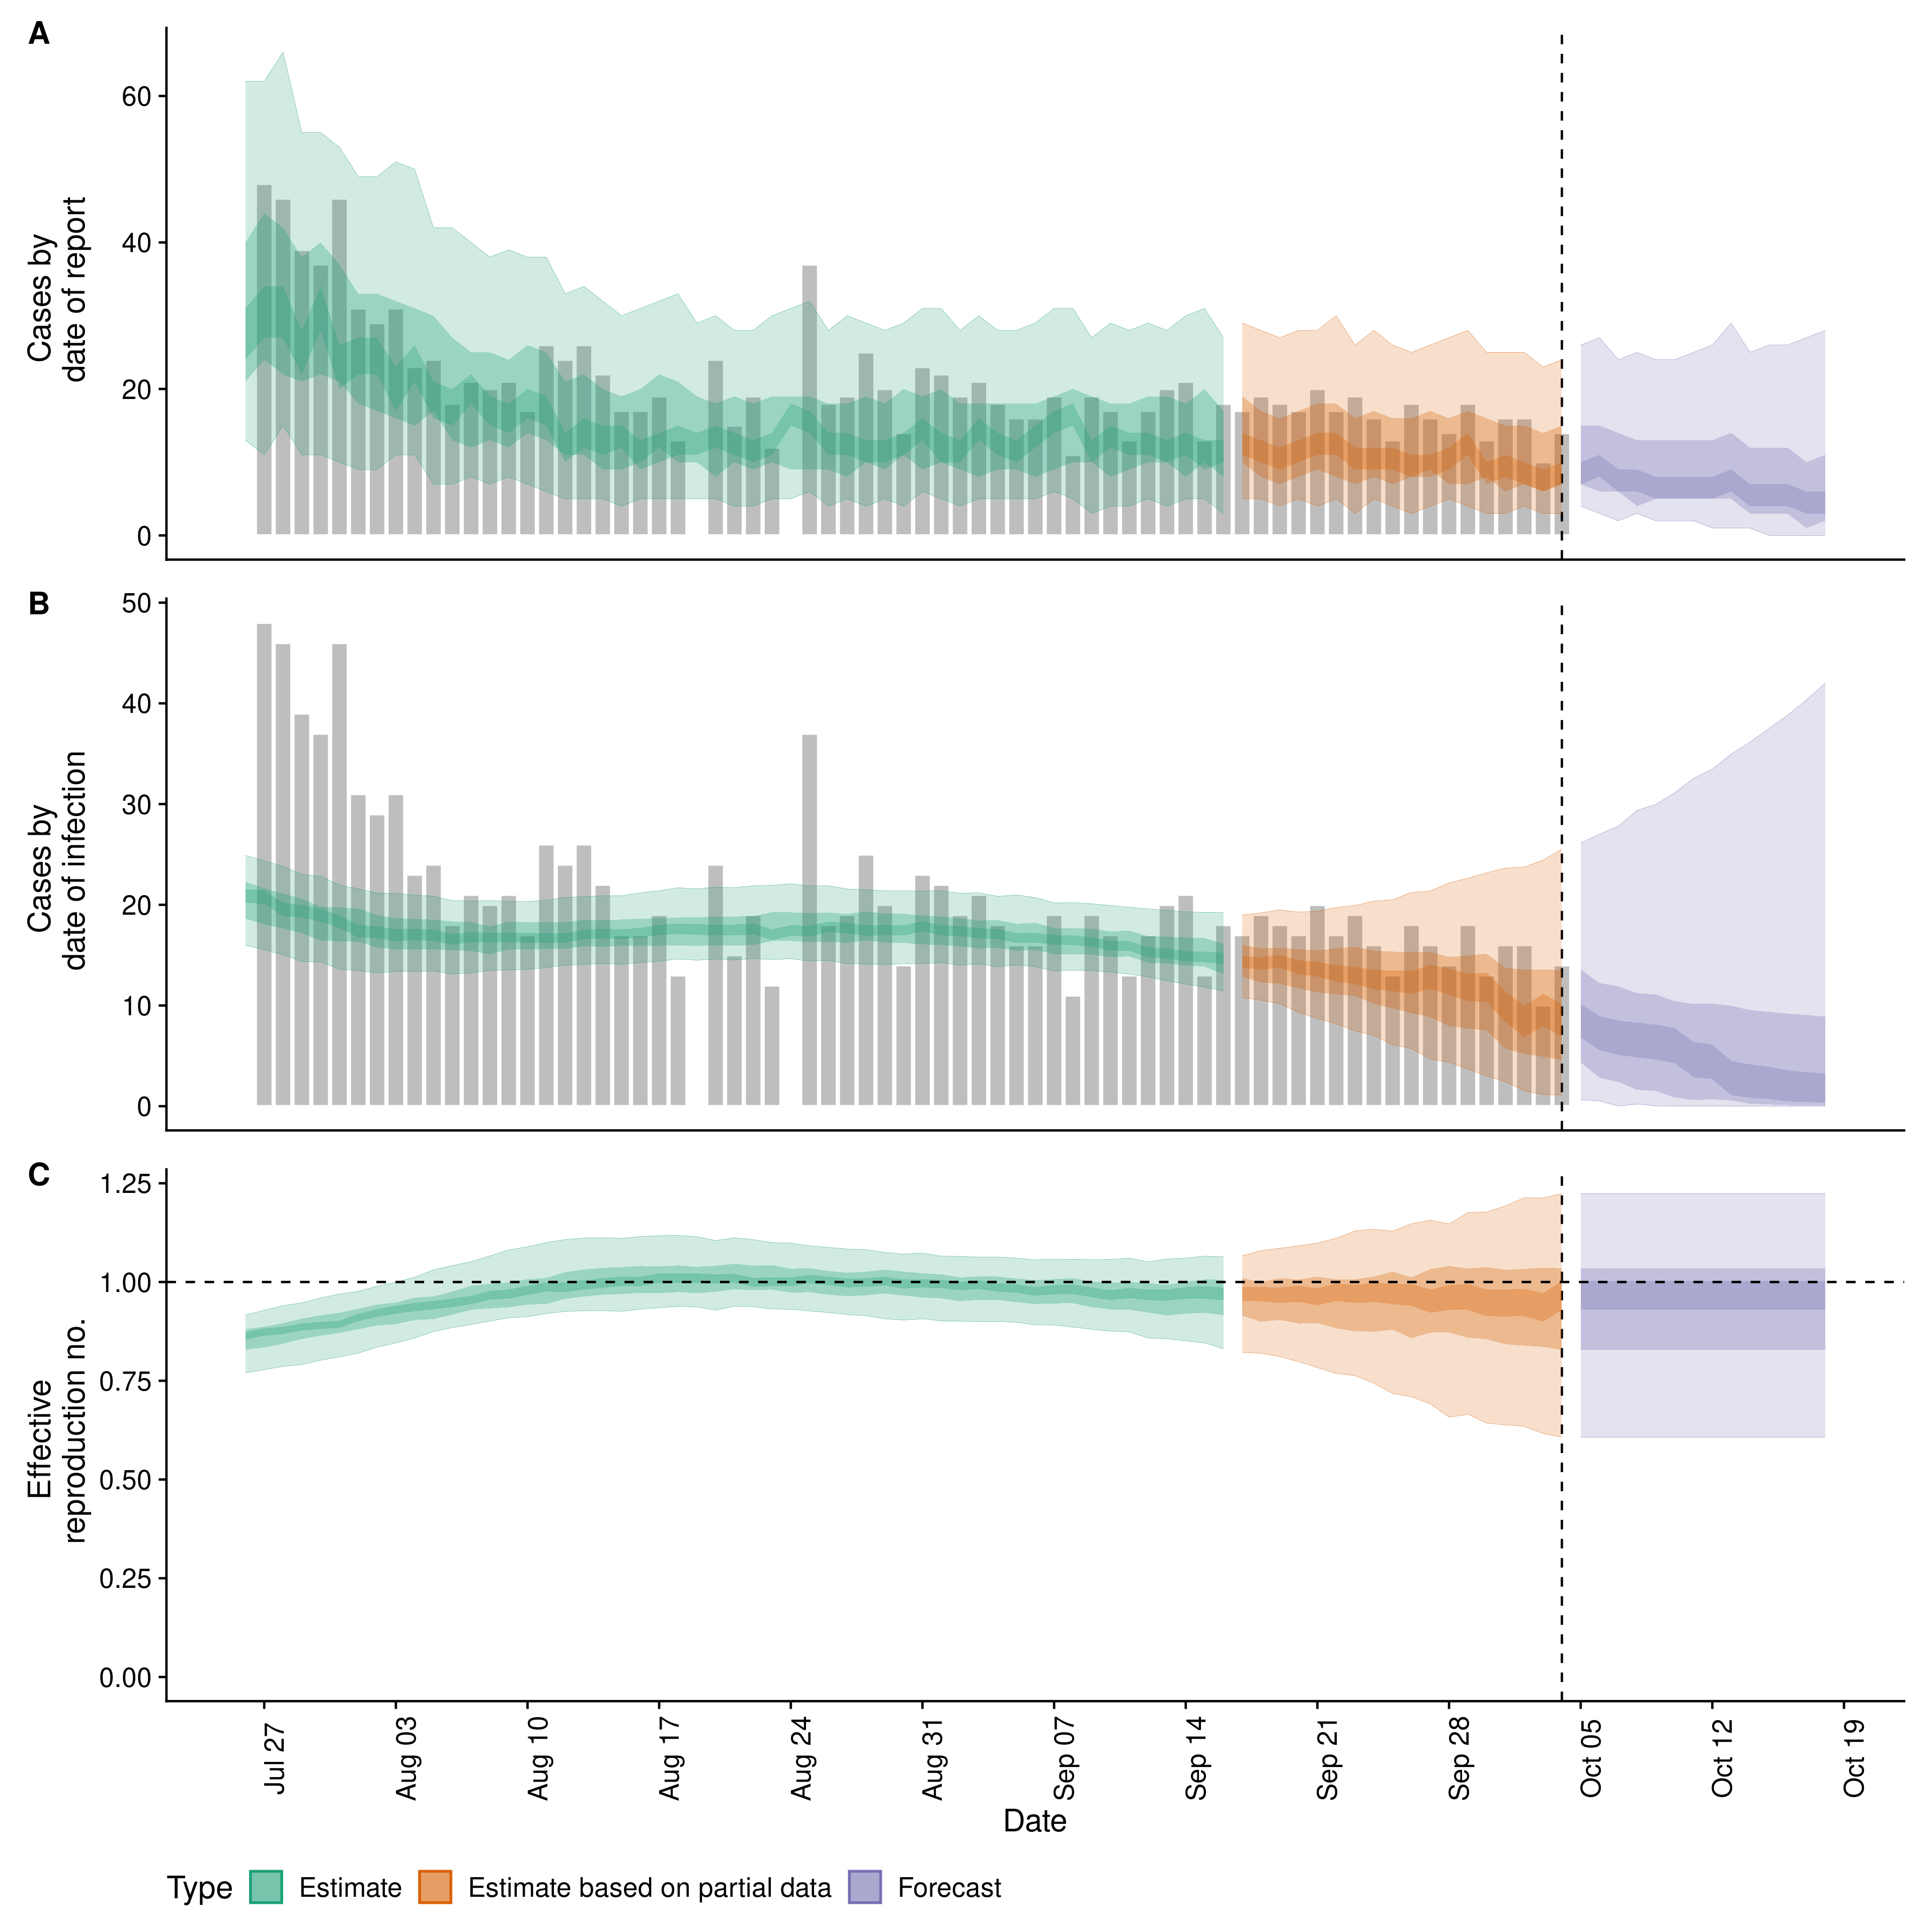 A
60
40
20
0
Cases by
date of report
B
50
40
30
20
10
0
Cases by
date of infection
C
1.25
1.00
0.75
0.50
0.25
0.00
Effective
reproduction no.
Jul 27
Aug 03
Aug 10
Aug 17
Aug 24
Aug 31
Sep 07
Sep 14
Sep 21
Sep 28
Oct 05
Oct 12
Oct 19
Date
Type Estimate Estimate based on partial data Forecast